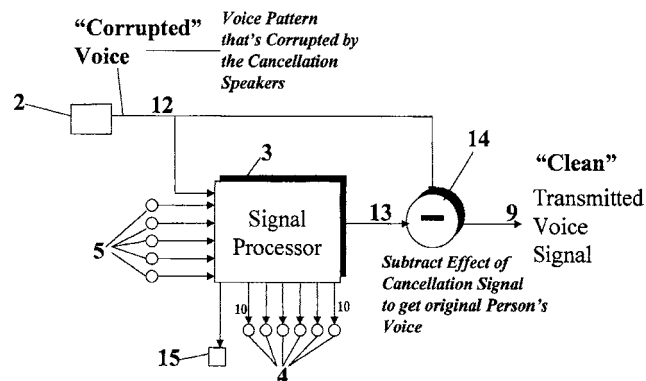 “Corrupted”
Voice
Voice Pattern
that's Corrupted by
the Cancellation
Speakers
2
12
14
3
“Clean”
Transmitted
Voice
Signal
13
9
Signal
Processor
5
Subtract Effect of
Cancellation Signal
to get original Person's
Voice
10
10
15
4